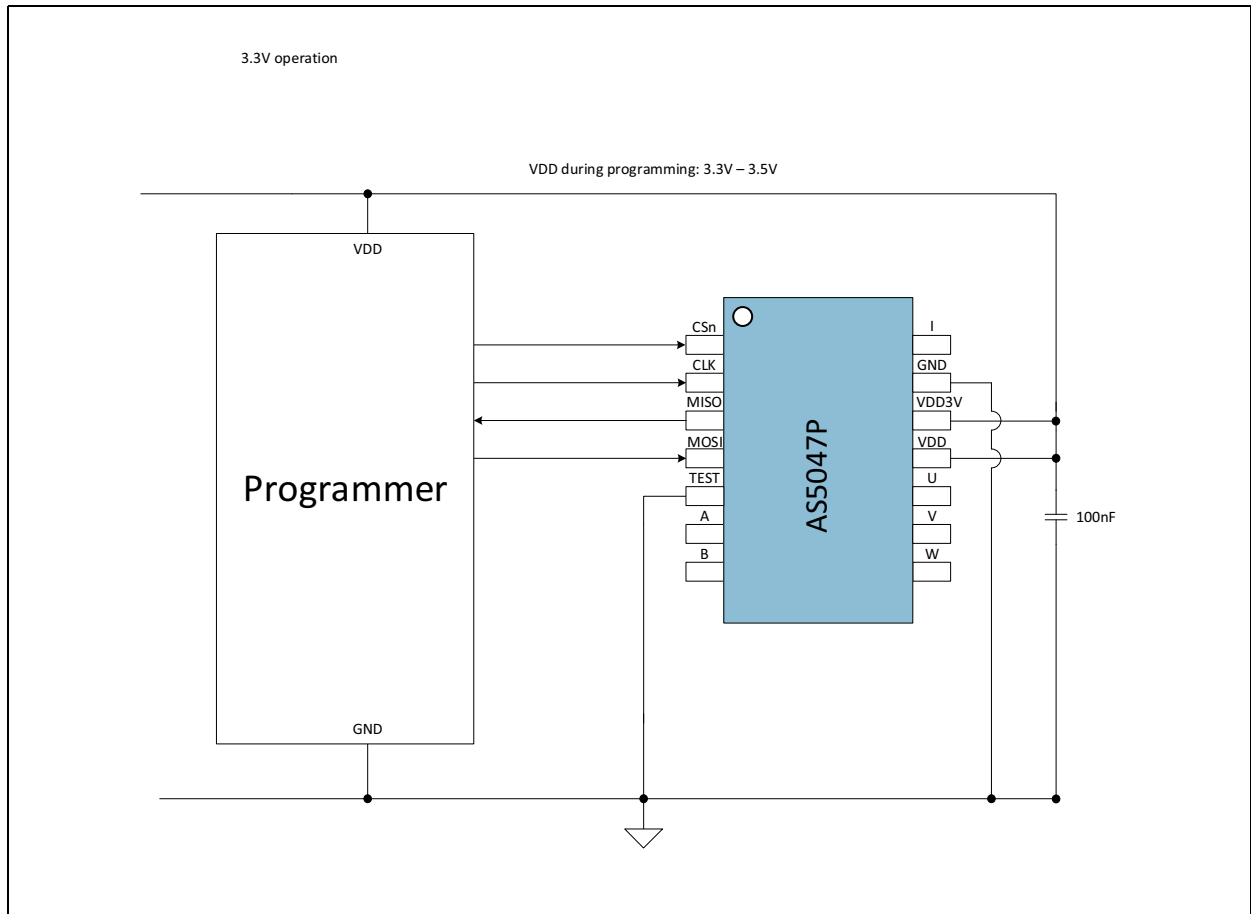 3.3V operation
VDD during programming: 3.3V – 3.5V
VDD
Programmer
GND
CSn
CLK
MISO
MOSI
TEST
A
B
AS5047P
I
GND
VDD3V
VDD
U
V
W
100nF